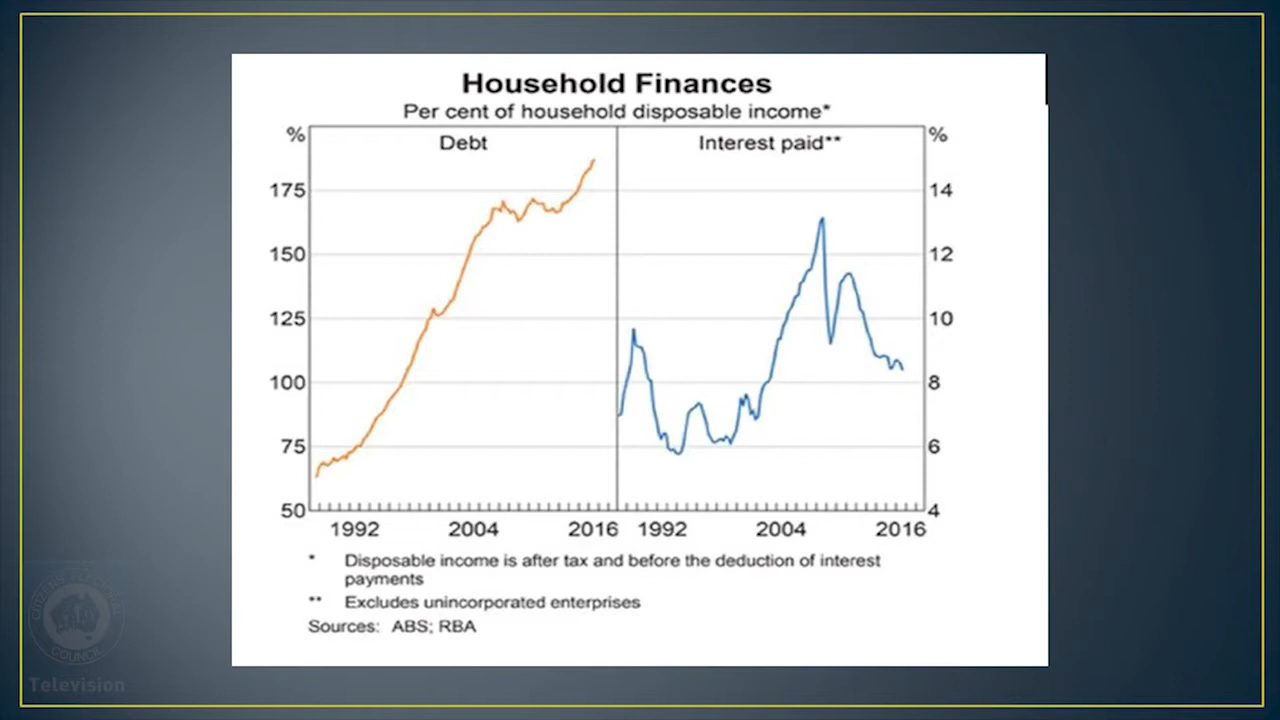 Household Finances
Per cent of household disposable income*
% %
Debt Interest paid**
175 14
150 12
125 10
100 8
75 6
50 4
1992 2004 2016 1992 2004 2016
* Disposable income is after tax and before the deduction of interest
payments
** Excludes unincorporated enterprises
Sources: ABS; RBA
COUNCIL
Television